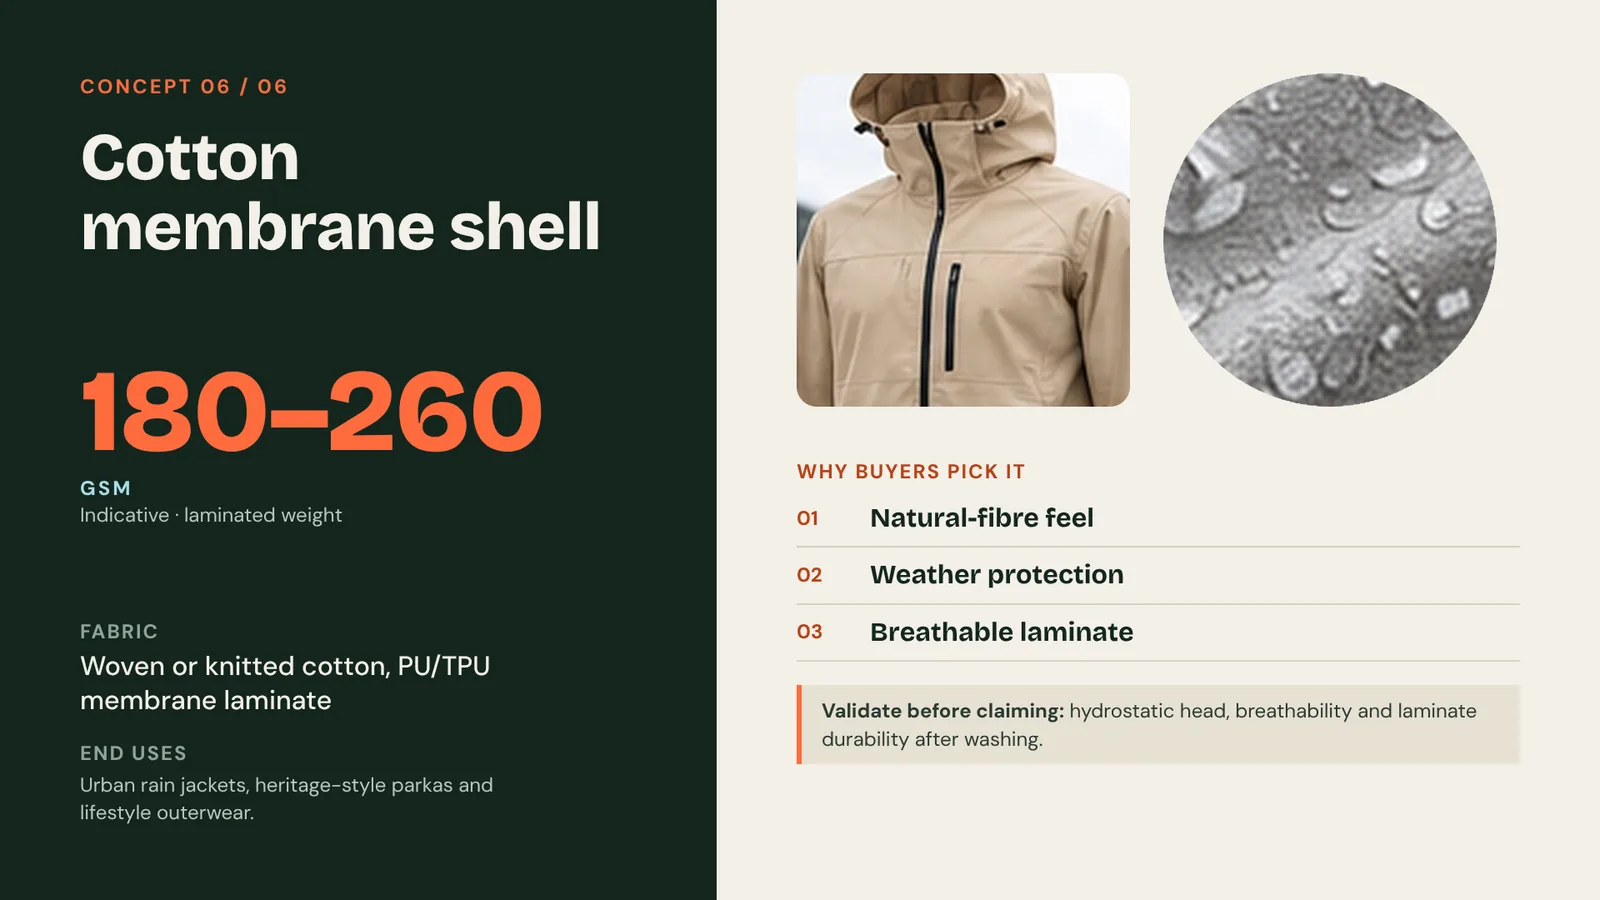 CONCEPT 06 / 06
Cotton
membrane shell
180–260
GSM
Indicative · laminated weight
FABRIC
Woven or knitted cotton, PU/TPU
membrane laminate
END USES
Urban rain jackets, heritage-style parkas and
lifestyle outerwear.
WHY BUYERS PICK IT
01 Natural-fibre feel
02 Weather protection
03 Breathable laminate
Validate before claiming: hydrostatic head, breathability and laminate
durability after washing.